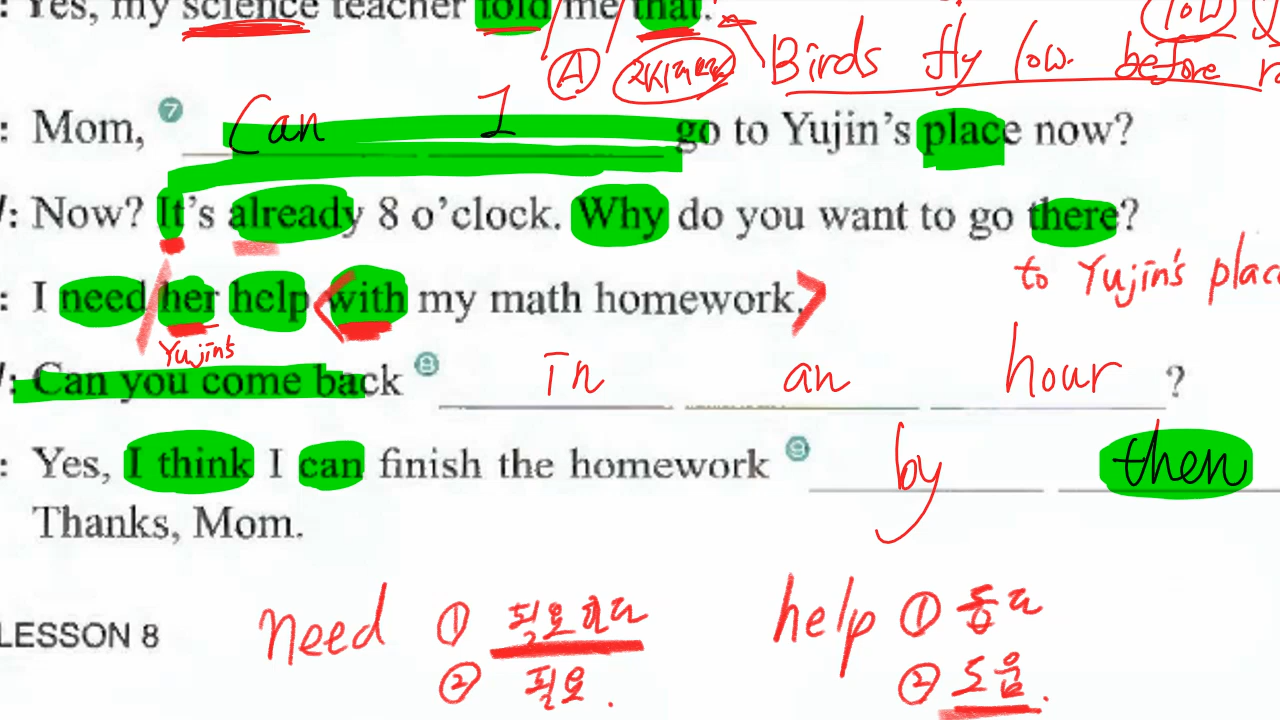 Yes, my science teacher told me that.
low
Ⓐ Birds fly low before
: Mom, ⑦ Can I go to Yujin's place now?
: Now? It's already 8 o'clock. Why do you want to go there?
to Yujin's place
: I need her help <with my math homework.>
Yujin's
: Can you come back ⑧ in an hour ?
: Yes, I think I can finish the homework ⑨ by then
Thanks, Mom.
LESSON 8
need ① 필요하다 help ① 돕다
② 필요. ② 도움.